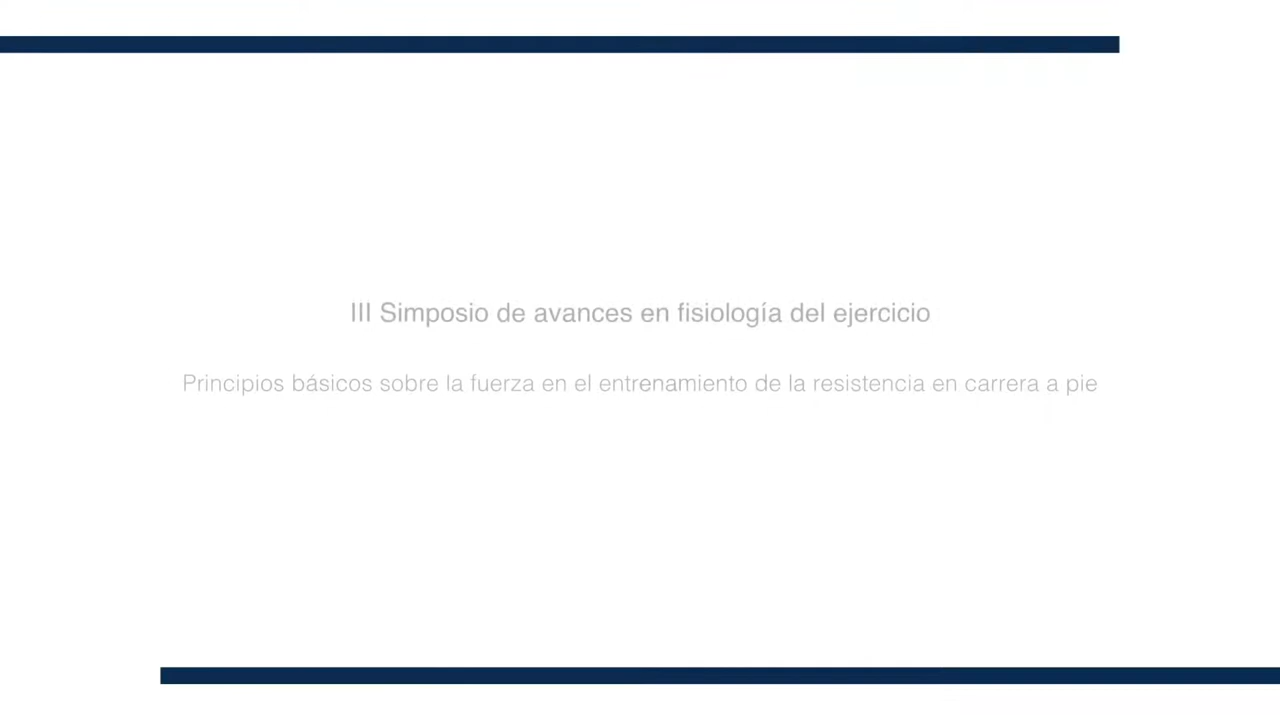 III Simposio de avances en fisiología del ejercicio
Principios básicos sobre la fuerza en el entrenamiento de la resistencia en carrera a pie